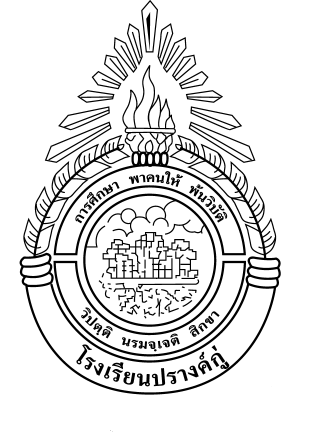 การศึกษา พาคนให้ พ้นวิบัติ
วิปตฺติ นรมจฺเจติ สิกขา
โรงเรียนปรางค์กู่